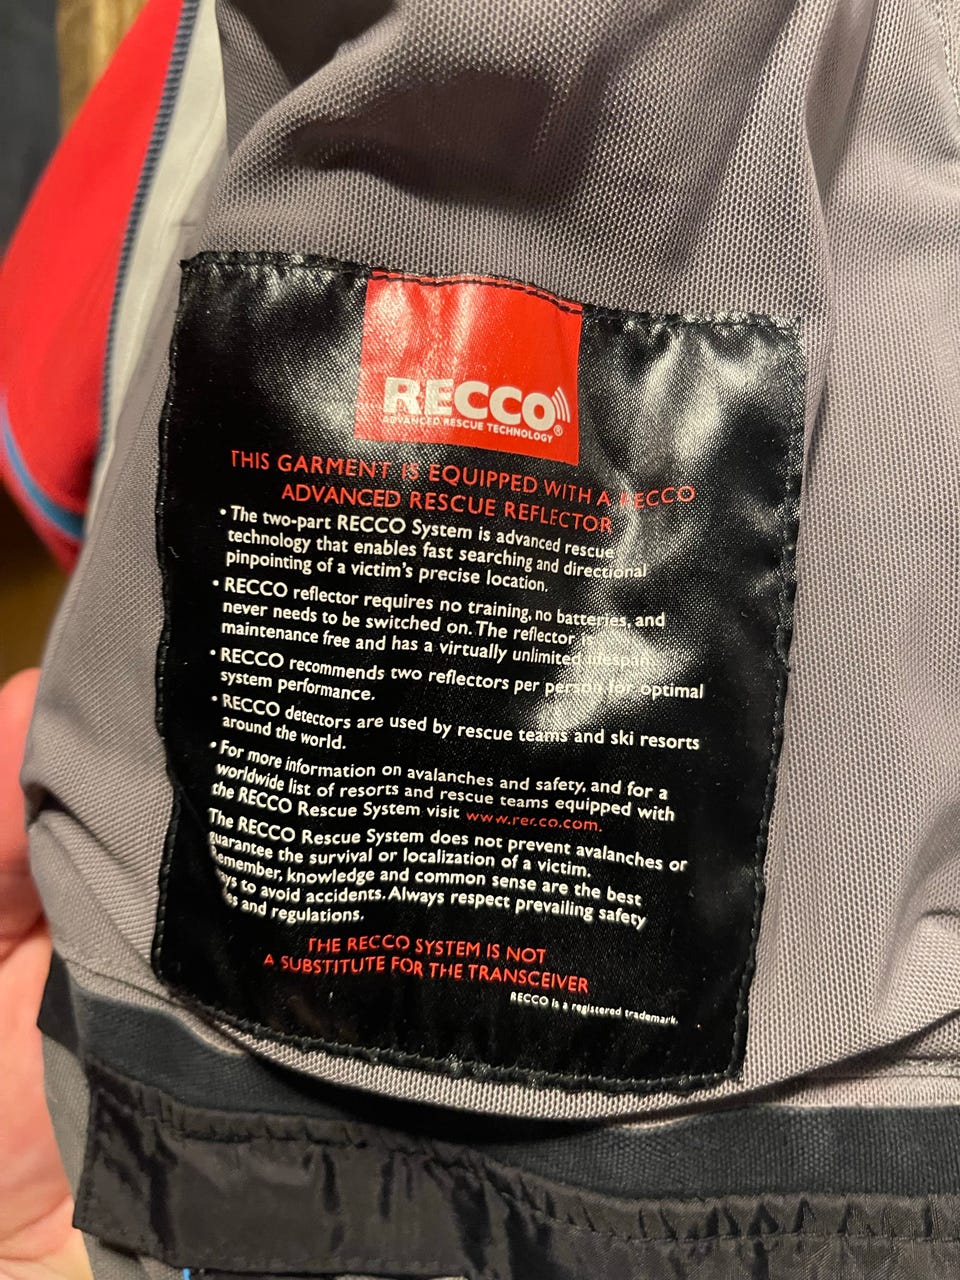 RECCO
ADVANCED RESCUE TECHNOLOGY ®
THIS GARMENT IS EQUIPPED WITH A RECCO
ADVANCED RESCUE REFLECTOR
• The two-part RECCO System is advanced rescue
technology that enables fast searching and directional
pinpointing of a victim's precise location.
• RECCO reflector requires no training, no batteries, and
never needs to be switched on. The reflector
maintenance free and has a virtually unlimited lifespan.
• RECCO recommends two reflectors per person for optimal
system performance.
• RECCO detectors are used by rescue teams and ski resorts
around the world.
• For more information on avalanches and safety, and for a
worldwide list of resorts and rescue teams equipped with
the RECCO Rescue System visit www.recco.com.
The RECCO Rescue System does not prevent avalanches or
guarantee the survival or localization of a victim.
Remember, knowledge and common sense are the best
ways to avoid accidents. Always respect prevailing safety
rules and regulations.
THE RECCO SYSTEM IS NOT
A SUBSTITUTE FOR THE TRANSCEIVER
RECCO is a registered trademark.